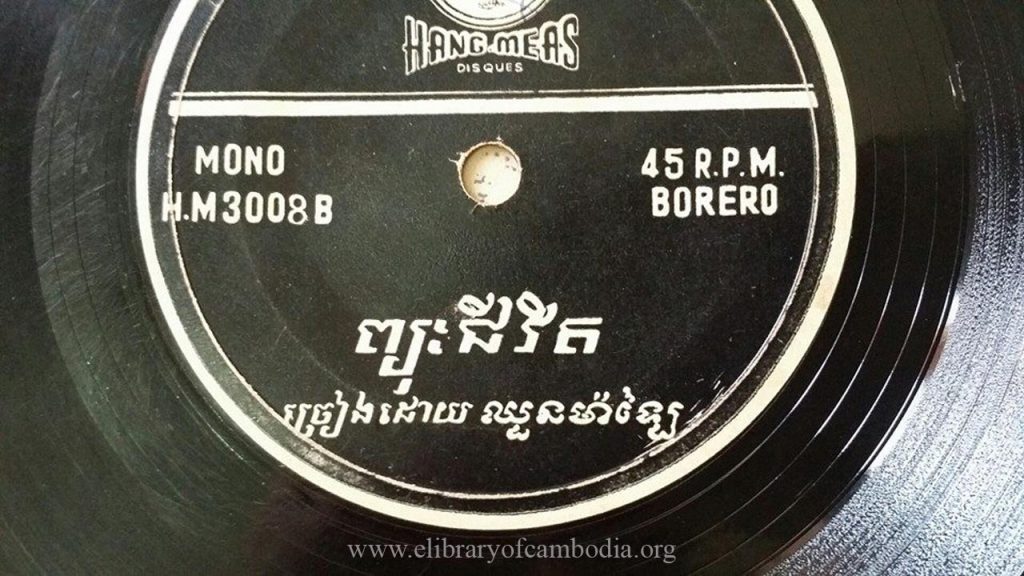 HANG MEAS
DISQUES
MONO
45 R.P.M.
H.M 3008 B
BORERO
ព្យុះជីវិត
ច្រៀងដោយ ឈួនម៉ាឡៃ
www.elibraryofcambodia.org